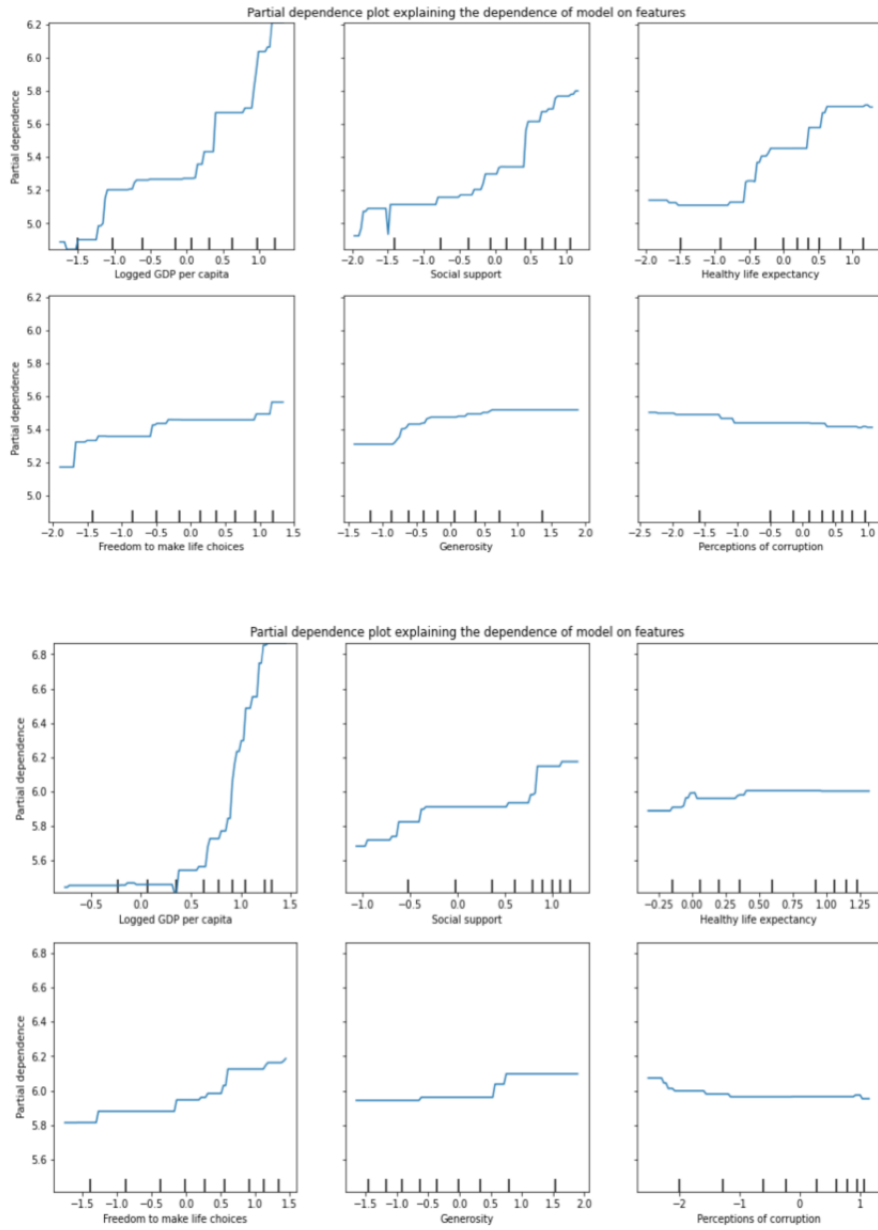 Partial dependence plot explaining the dependence of model on features
6.2
6.0
5.8
5.6
5.4
5.2
5.0
Partial dependence
−1.5 −1.0 −0.5 0.0 0.5 1.0
Logged GDP per capita
−2.0 −1.5 −1.0 −0.5 0.0 0.5 1.0
Social support
−2.0 −1.5 −1.0 −0.5 0.0 0.5 1.0
Healthy life expectancy
6.2
6.0
5.8
5.6
5.4
5.2
5.0
Partial dependence
−2.0 −1.5 −1.0 −0.5 0.0 0.5 1.0 1.5
Freedom to make life choices
−1.5 −1.0 −0.5 0.0 0.5 1.0 1.5 2.0
Generosity
−2.5 −2.0 −1.5 −1.0 −0.5 0.0 0.5 1.0
Perceptions of corruption
Partial dependence plot explaining the dependence of model on features
6.8
6.6
6.4
6.2
6.0
5.8
5.6
Partial dependence
−0.5 0.0 0.5 1.0 1.5
Logged GDP per capita
−1.0 −0.5 0.0 0.5 1.0
Social support
−0.25 0.00 0.25 0.50 0.75 1.00 1.25
Healthy life expectancy
6.8
6.6
6.4
6.2
6.0
5.8
5.6
Partial dependence
−1.5 −1.0 −0.5 0.0 0.5 1.0 1.5
Freedom to make life choices
−1.5 −1.0 −0.5 0.0 0.5 1.0 1.5 2.0
Generosity
−2 −1 0 1
Perceptions of corruption